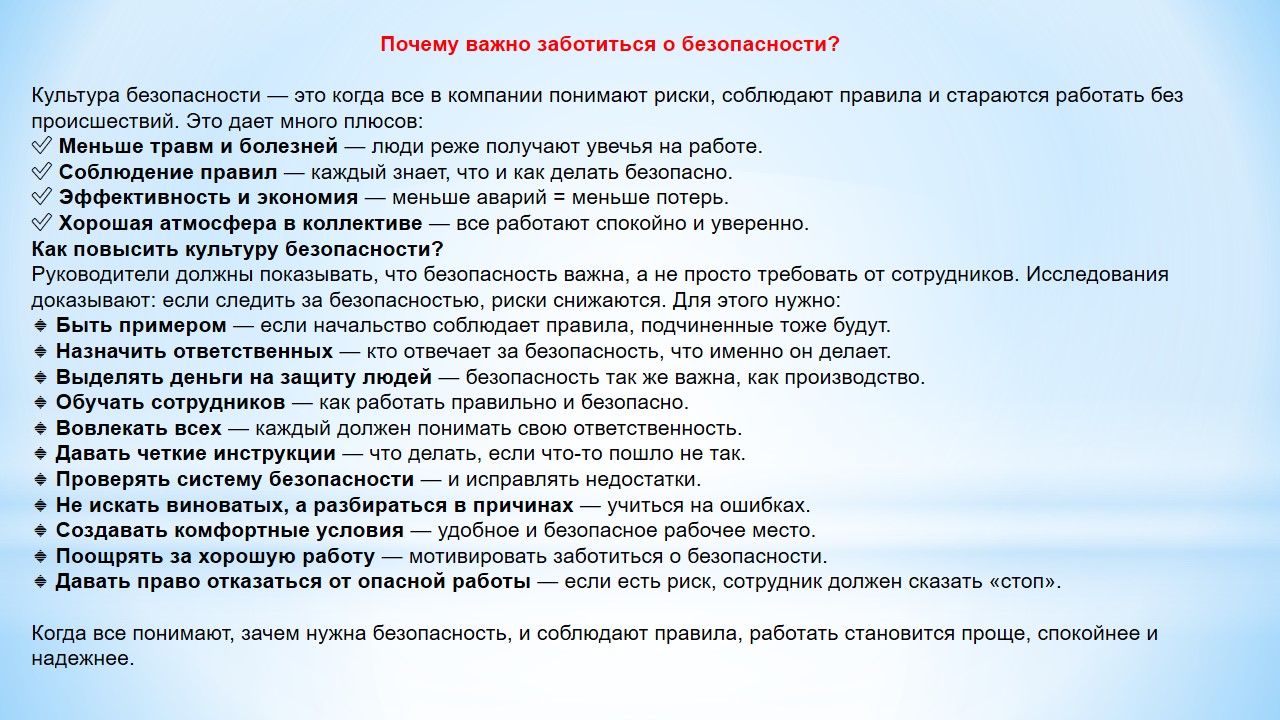 Почему важно заботиться о безопасности?
Культура безопасности — это когда все в компании понимают риски, соблюдают правила и стараются работать без
происшествий. Это дает много плюсов:
✓ Меньше травм и болезней — люди реже получают увечья на работе.
✓ Соблюдение правил — каждый знает, что и как делать безопасно.
✓ Эффективность и экономия — меньше аварий = меньше потерь.
✓ Хорошая атмосфера в коллективе — все работают спокойно и уверенно.
Как повысить культуру безопасности?
Руководители должны показывать, что безопасность важна, а не просто требовать от сотрудников. Исследования
доказывают: если следить за безопасностью, риски снижаются. Для этого нужно:
🔹 Быть примером — если начальство соблюдает правила, подчиненные тоже будут.
🔹 Назначить ответственных — кто отвечает за безопасность, что именно он делает.
🔹 Выделять деньги на защиту людей — безопасность так же важна, как производство.
🔹 Обучать сотрудников — как работать правильно и безопасно.
🔹 Вовлекать всех — каждый должен понимать свою ответственность.
🔹 Давать четкие инструкции — что делать, если что-то пошло не так.
🔹 Проверять систему безопасности — и исправлять недостатки.
🔹 Не искать виноватых, а разбираться в причинах — учиться на ошибках.
🔹 Создавать комфортные условия — удобное и безопасное рабочее место.
🔹 Поощрять за хорошую работу — мотивировать заботиться о безопасности.
🔹 Давать право отказаться от опасной работы — если есть риск, сотрудник должен сказать «стоп».
Когда все понимают, зачем нужна безопасность, и соблюдают правила, работать становится проще, спокойнее и
надежнее.